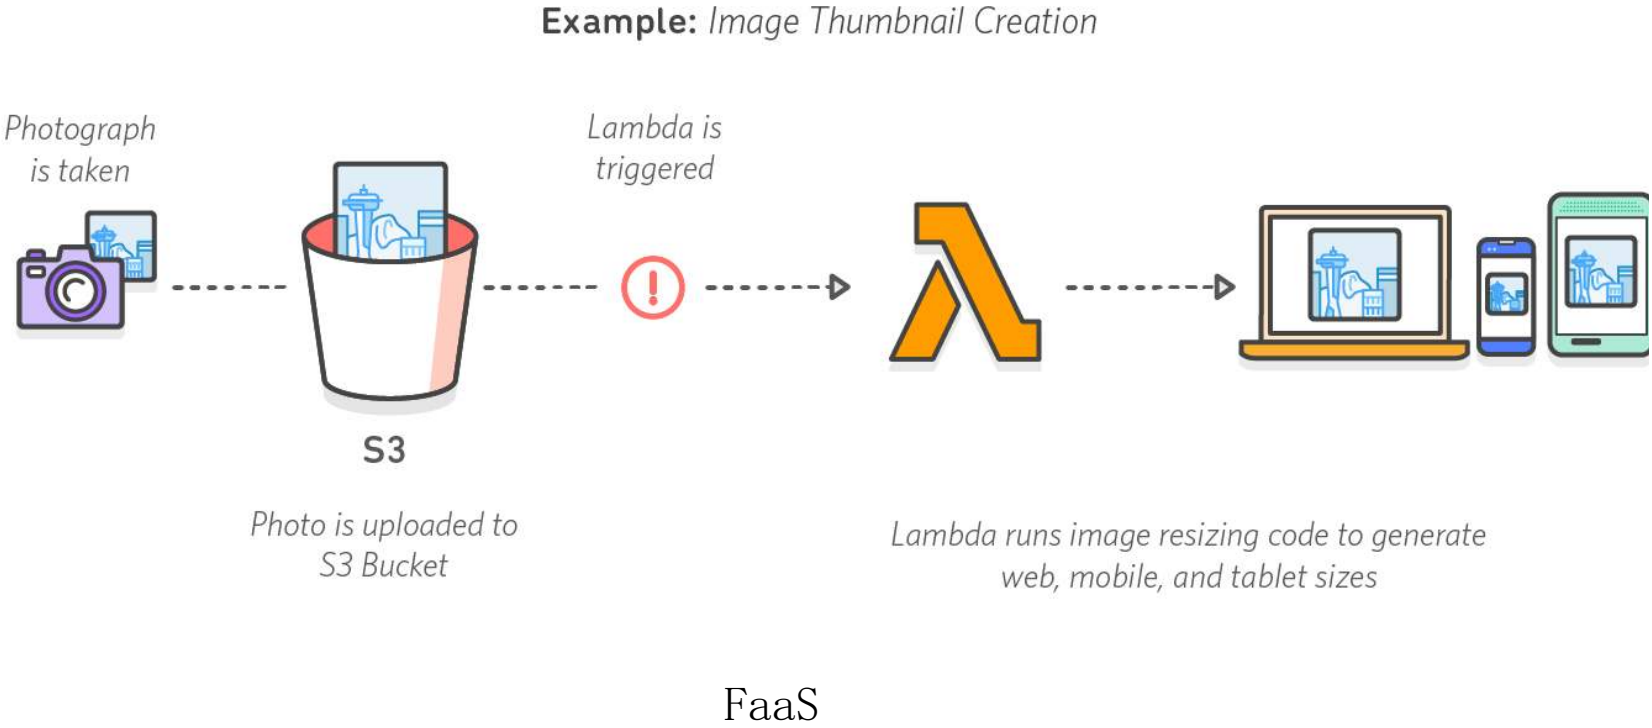 Example: Image Thumbnail Creation
Photograph
is taken
Lambda is
triggered
S3
Photo is uploaded to
S3 Bucket
Lambda runs image resizing code to generate
web, mobile, and tablet sizes
FaaS